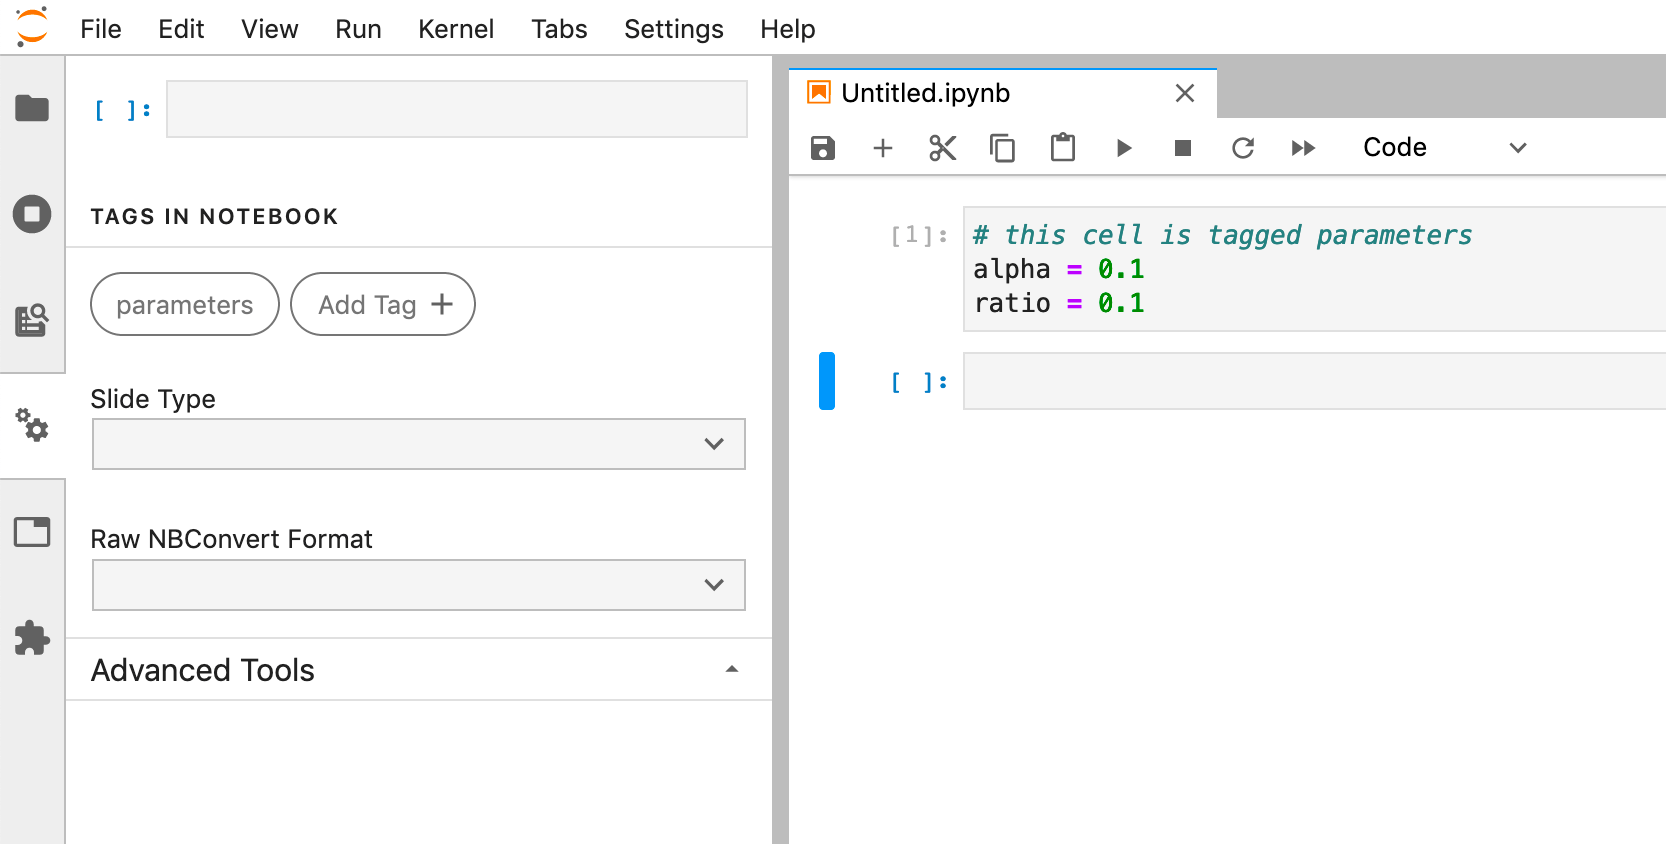 File Edit View Run Kernel Tabs Settings Help
[ ]:
TAGS IN NOTEBOOK
parameters Add Tag +
Slide Type
Raw NBConvert Format
Advanced Tools
Untitled.ipynb
Code
[1]: # this cell is tagged parameters
alpha = 0.1
ratio = 0.1
[ ]: